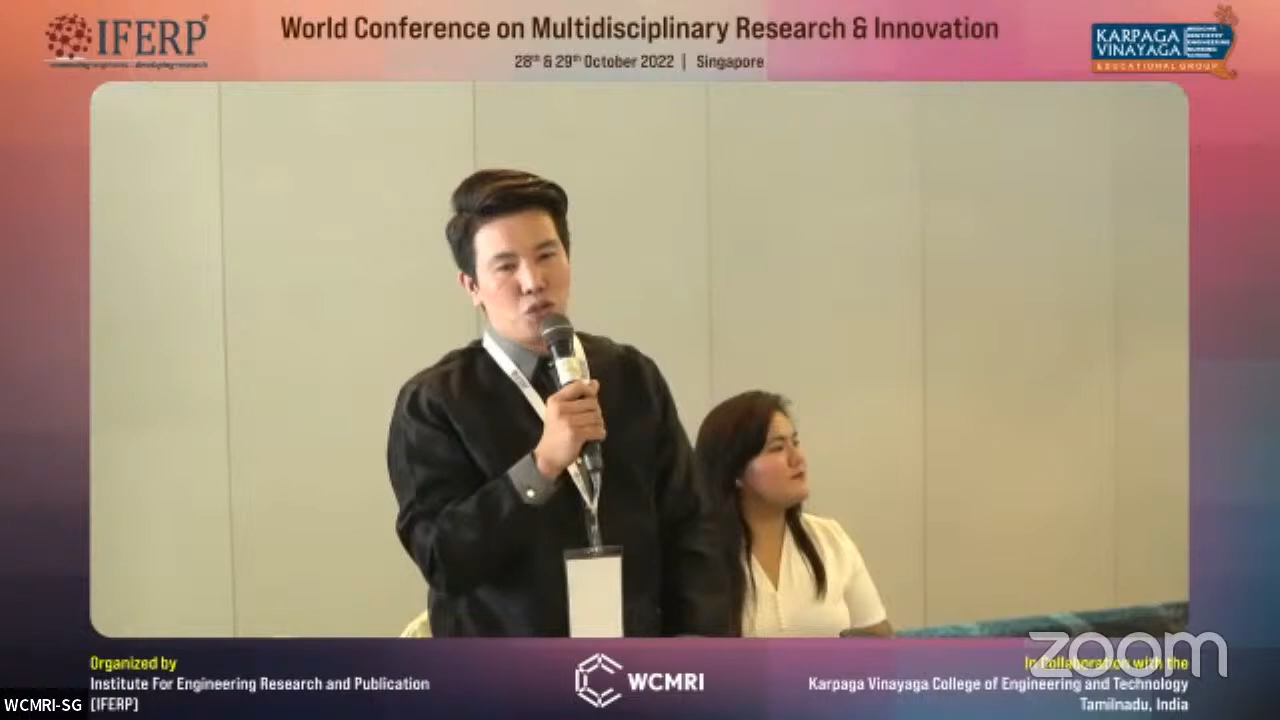 IFERP
World Conference on Multidisciplinary Research & Innovation
28th & 29th October 2022 | Singapore
KARPAGA
VINAYAGA
EDUCATIONAL GROUP
zoom
Organized by
Institute For Engineering Research and Publication
(IFERP)
WCMRI
In Collaboration with the
Karpaga Vinayaga College of Engineering and Technology
Tamilnadu, India
WCMRI-SG